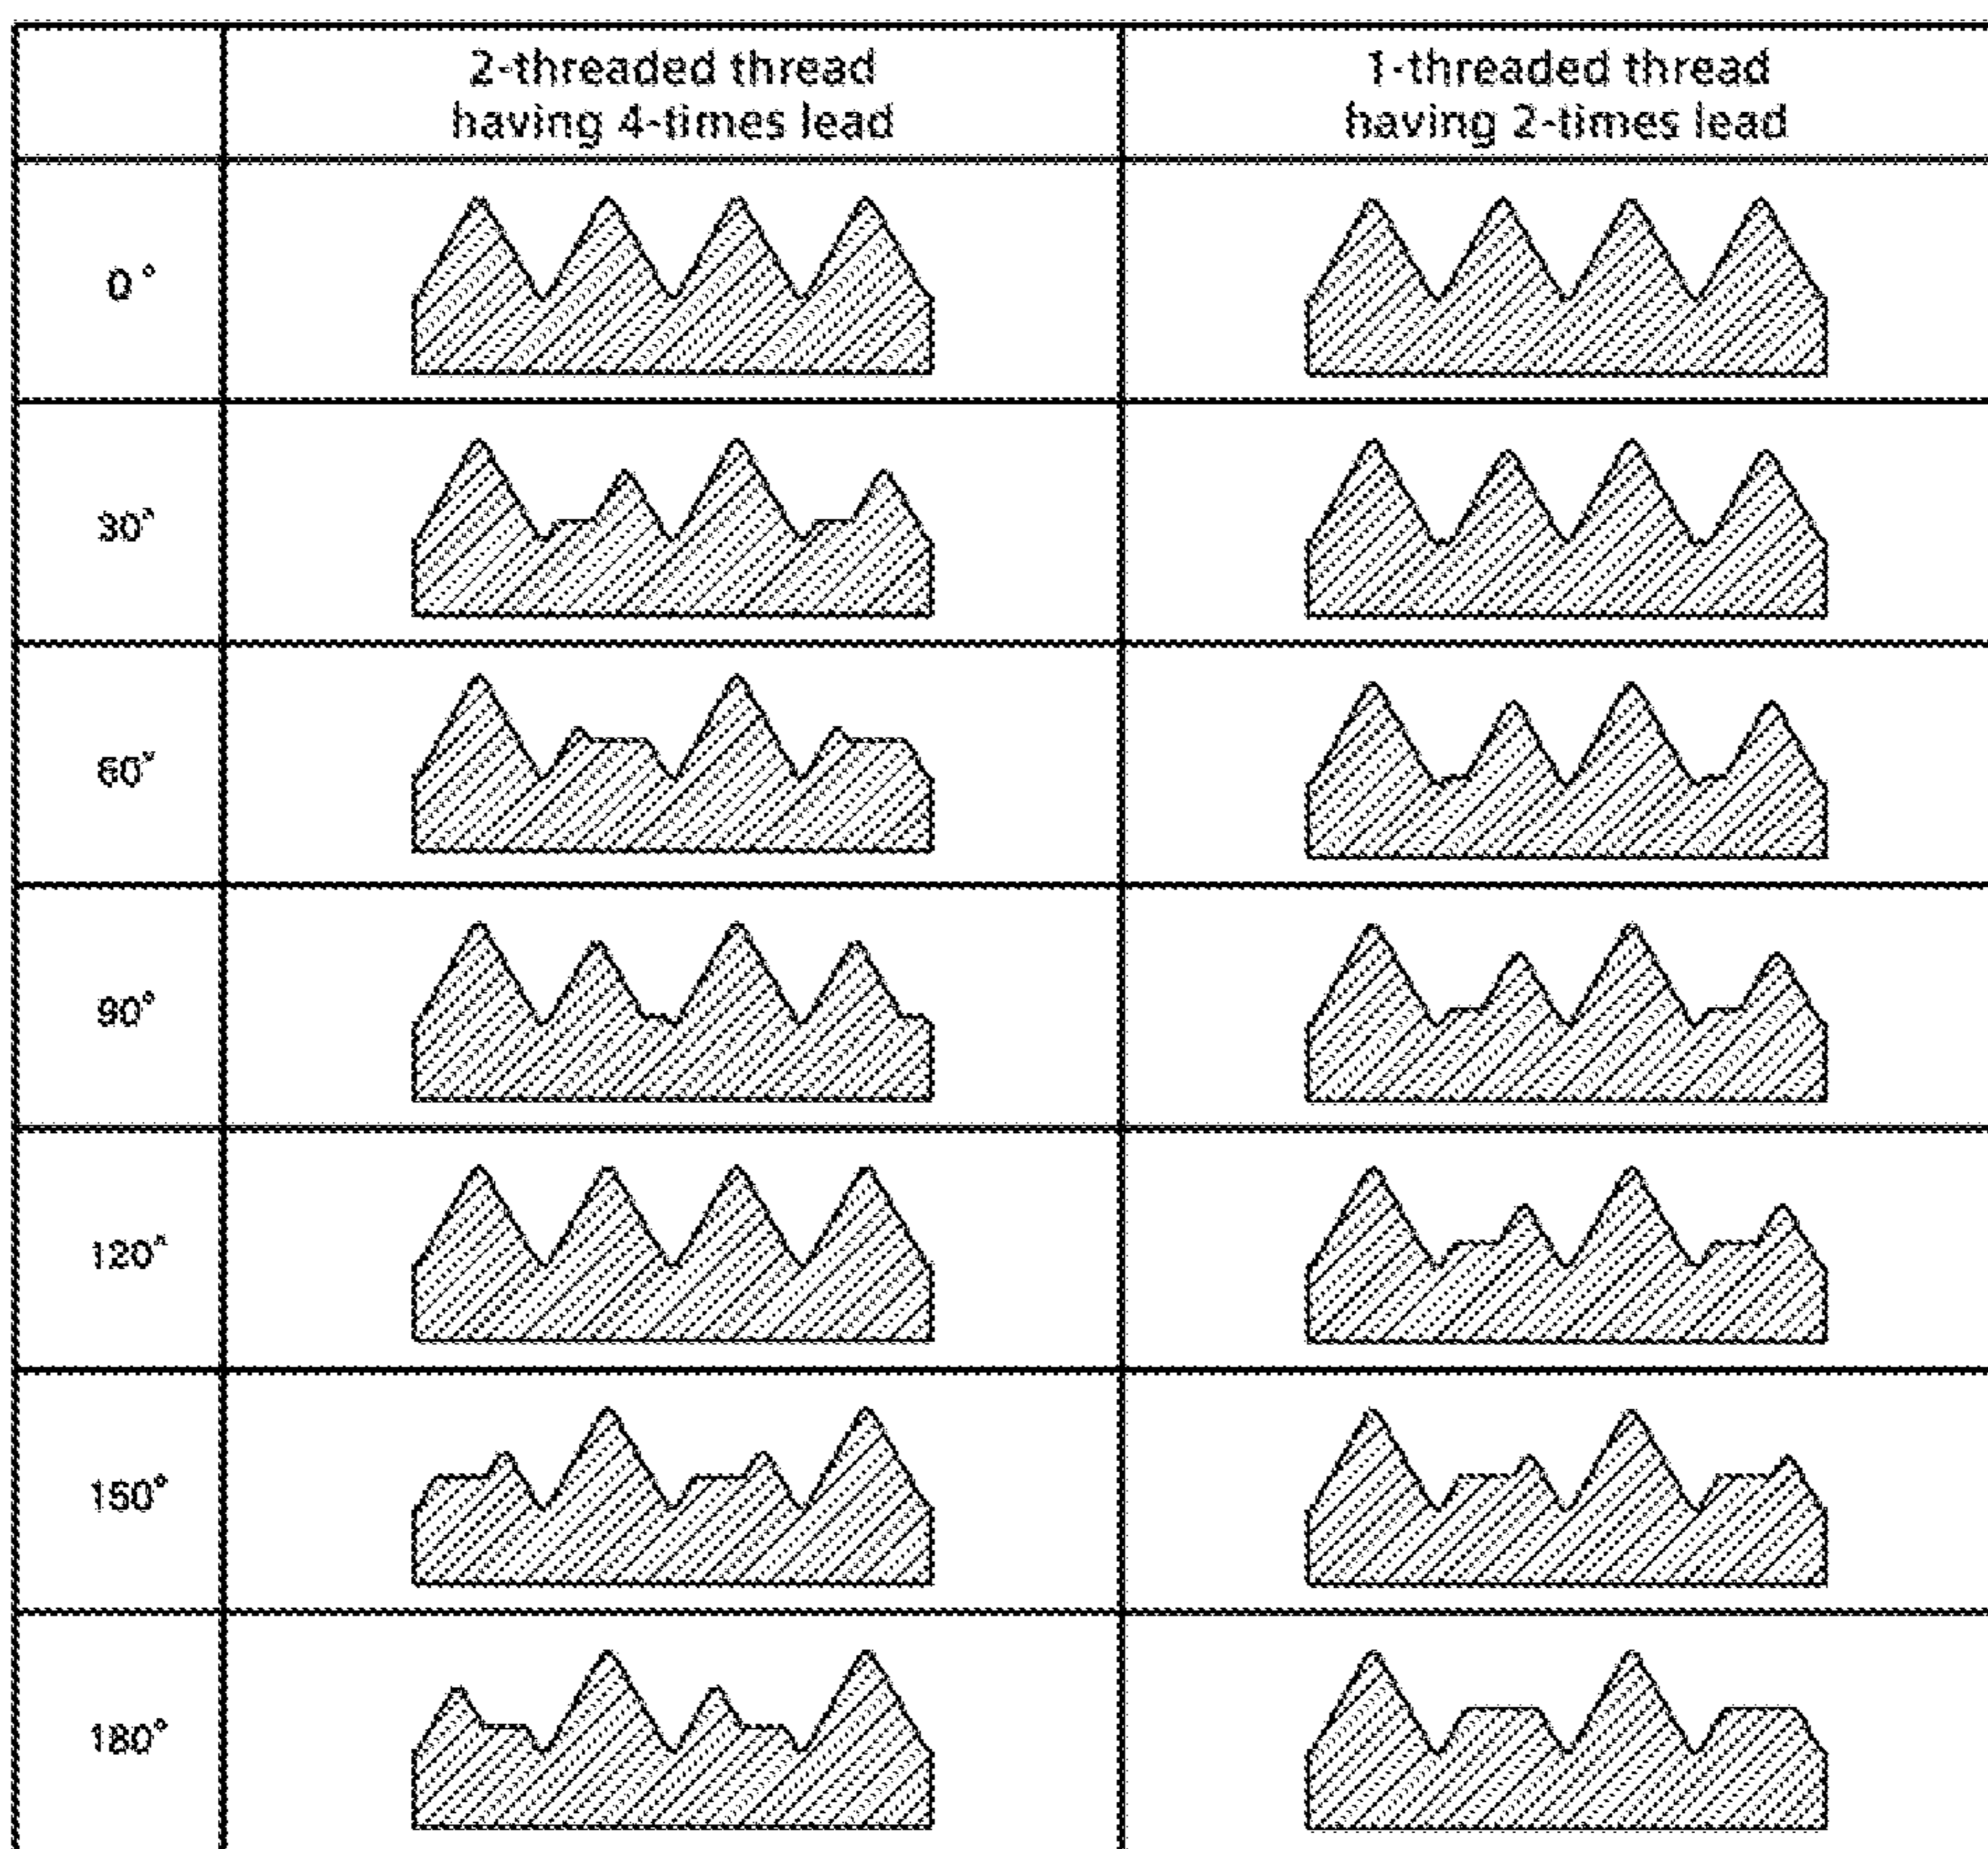 2-threaded thread
having 4-times lead
1-threaded thread
having 2-times lead
0°
30°
60°
90°
120°
150°
180°